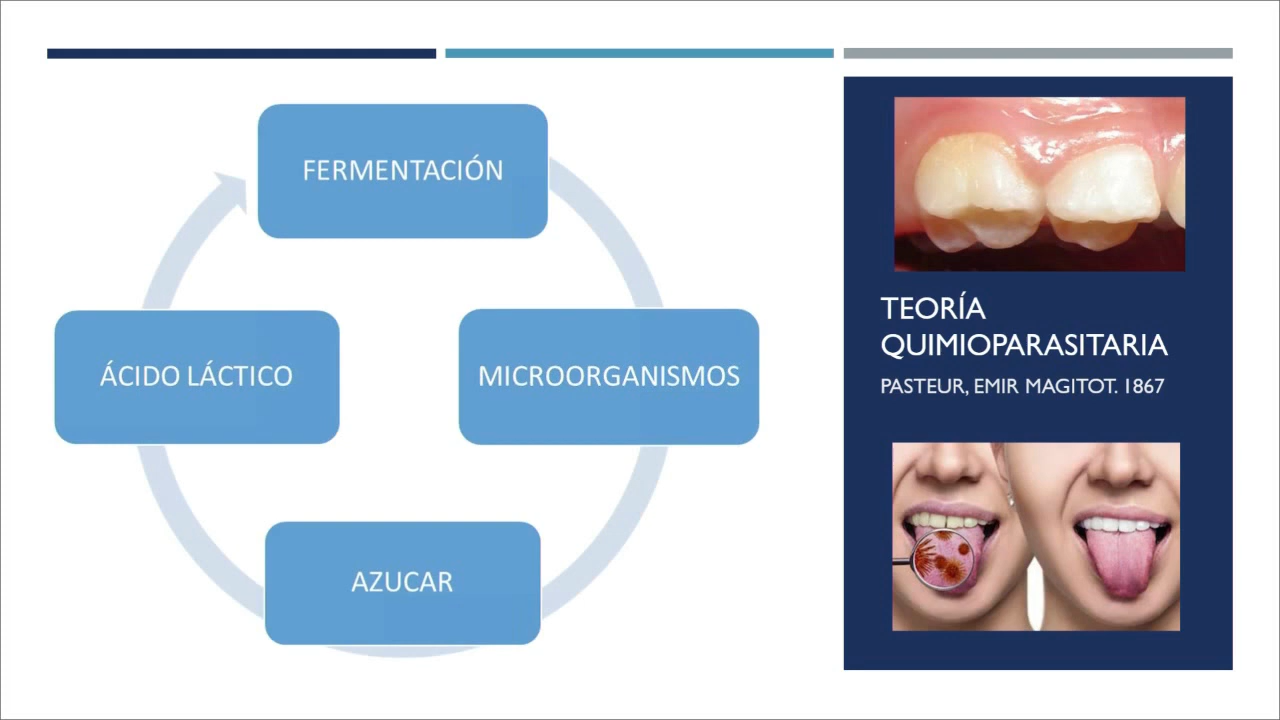 FERMENTACIÓN
MICROORGANISMOS
AZUCAR
ÁCIDO LÁCTICO
TEORÍA
QUIMIOPARASITARIA
PASTEUR, EMIR MAGITOT. 1867